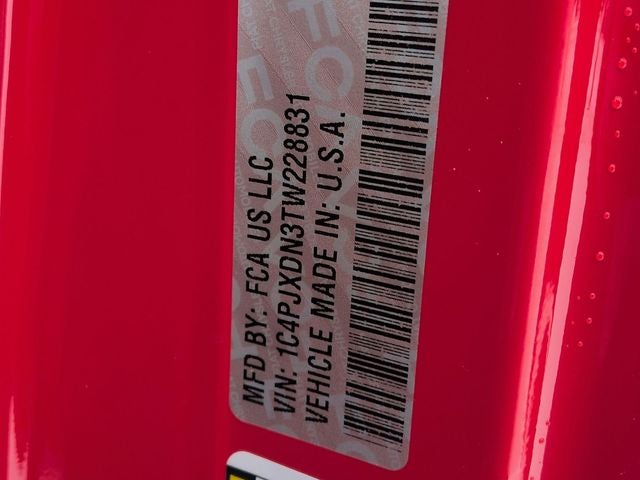 MFD BY: FCA US LLC
VIN: 1C4PJXDN3TW228831
VEHICLE MADE IN: U.S.A.